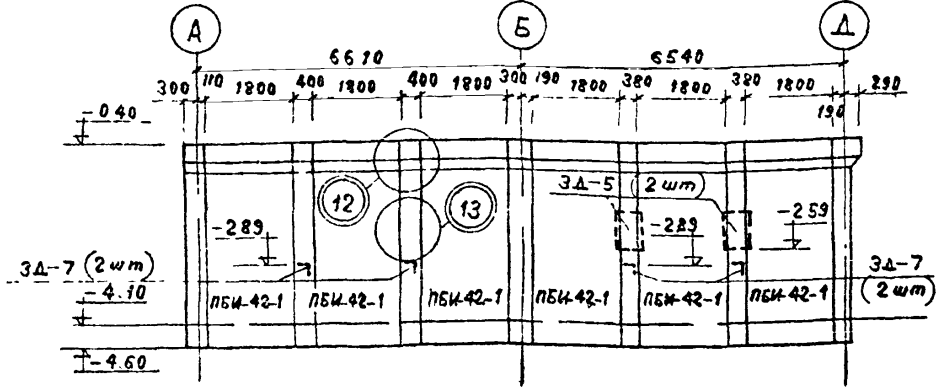 А Б Д
6610 6540
300 110 1800 400 1800 400 1800 300 190 1800 380 1800 380 1800 190 290
-0.40
12 13 ЗД-5 (2 шт)
-2.89 -2.89 -2.59
ЗД-7 (2 шт) ЗД-7 (2 шт)
-4.10
ПБИ-42-1 ПБИ-42-1 ПБИ-42-1 ПБИ-42-1 ПБИ-42-1 ПБИ-42-1
-4.60